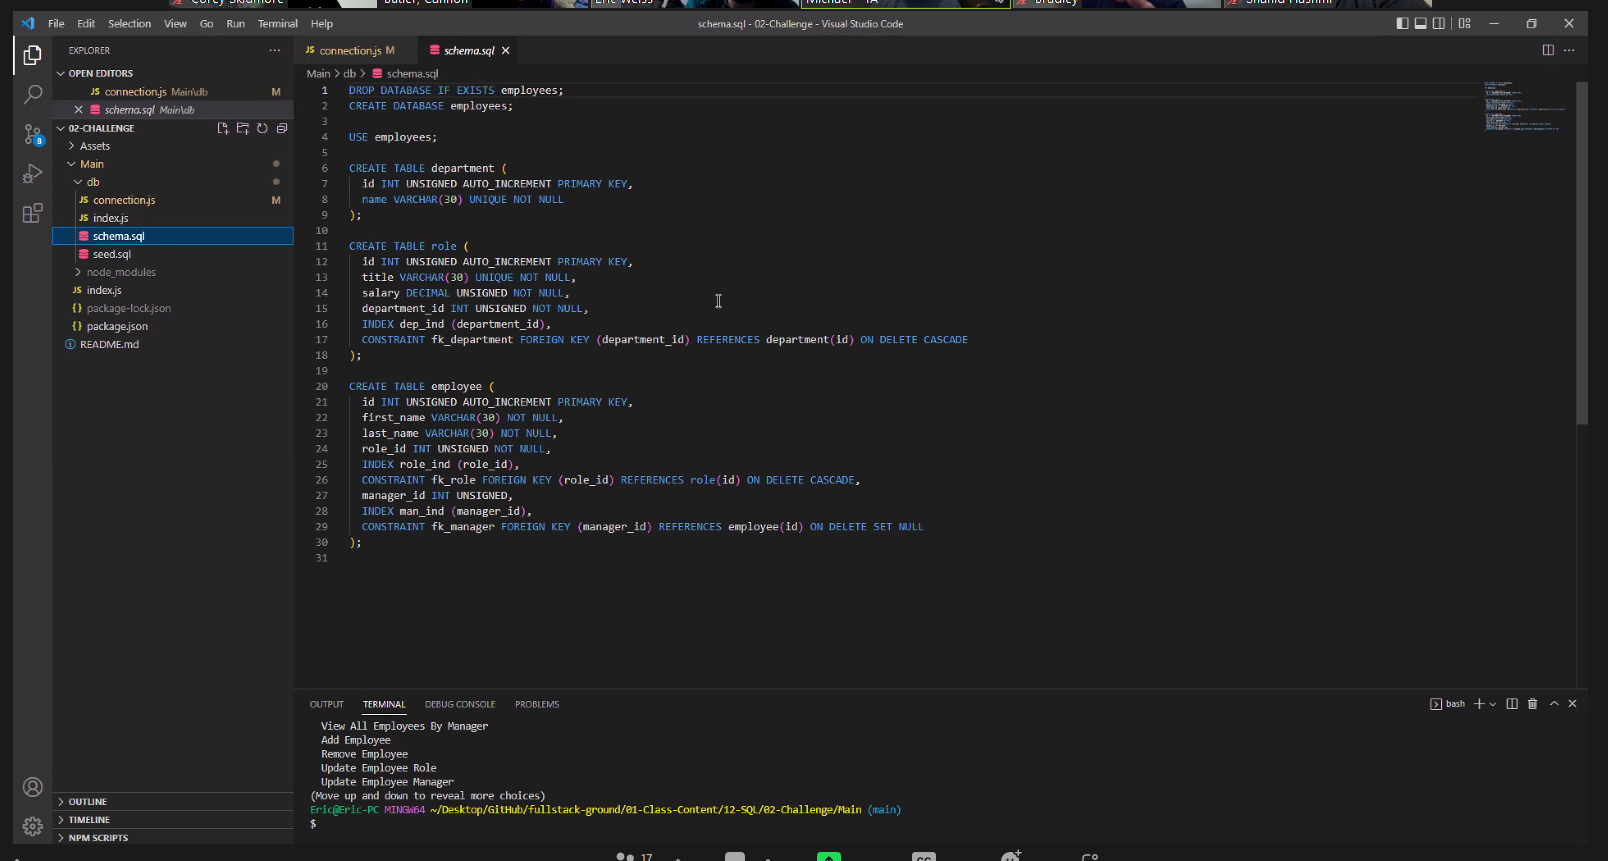 Corey Skidmore
Butler, Cannon
Eric Weiss
Michael - TA
Bradley
Shahid Hashmi
File Edit Selection View Go Run Terminal Help
schema.sql - 02-Challenge - Visual Studio Code
EXPLORER
OPEN EDITORS
connection.js Main\db M
schema.sql Main\db
02-CHALLENGE
Assets
Main
db
connection.js M
index.js
schema.sql
seed.sql
node_modules
index.js
package-lock.json
package.json
README.md
OUTLINE
TIMELINE
NPM SCRIPTS
8
connection.js M
schema.sql
Main > db > schema.sql
1 DROP DATABASE IF EXISTS employees;
2 CREATE DATABASE employees;
3
4 USE employees;
5
6 CREATE TABLE department (
7 id INT UNSIGNED AUTO_INCREMENT PRIMARY KEY,
8 name VARCHAR(30) UNIQUE NOT NULL
9 );
10
11 CREATE TABLE role (
12 id INT UNSIGNED AUTO_INCREMENT PRIMARY KEY,
13 title VARCHAR(30) UNIQUE NOT NULL,
14 salary DECIMAL UNSIGNED NOT NULL,
15 department_id INT UNSIGNED NOT NULL,
16 INDEX dep_ind (department_id),
17 CONSTRAINT fk_department FOREIGN KEY (department_id) REFERENCES department(id) ON DELETE CASCADE
18 );
19
20 CREATE TABLE employee (
21 id INT UNSIGNED AUTO_INCREMENT PRIMARY KEY,
22 first_name VARCHAR(30) NOT NULL,
23 last_name VARCHAR(30) NOT NULL,
24 role_id INT UNSIGNED NOT NULL,
25 INDEX role_ind (role_id),
26 CONSTRAINT fk_role FOREIGN KEY (role_id) REFERENCES role(id) ON DELETE CASCADE,
27 manager_id INT UNSIGNED,
28 INDEX man_ind (manager_id),
29 CONSTRAINT fk_manager FOREIGN KEY (manager_id) REFERENCES employee(id) ON DELETE SET NULL
30 );
31
OUTPUT TERMINAL DEBUG CONSOLE PROBLEMS
bash
View All Employees By Manager
Add Employee
Remove Employee
Update Employee Role
Update Employee Manager
(Move up and down to reveal more choices)
Eric@Eric-PC MINGW64 ~/Desktop/GitHub/fullstack-ground/01-Class-Content/12-SQL/02-Challenge/Main (main)
$
17
CC